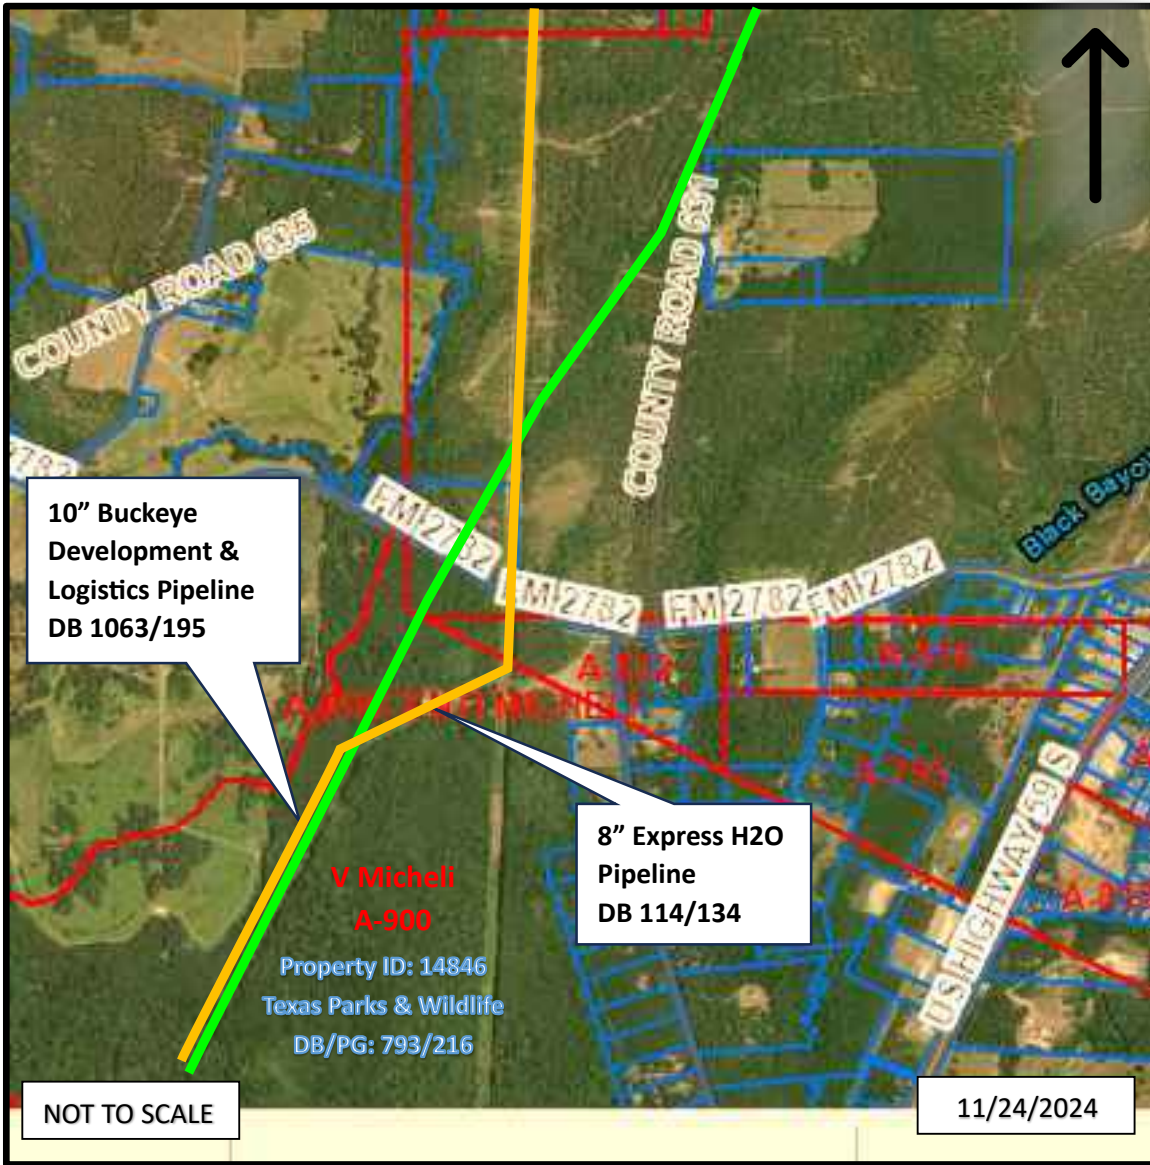 COUNTY ROAD 635
COUNTY ROAD 691
2782
10” Buckeye
Development &
Logistics Pipeline
DB 1063/195
FM 2782
FM 2782
FM 2782
FM 2782
Black Bayou
8” Express H2O
Pipeline
DB 114/134
US HIGHWAY 59 S
V Micheli
A-900
Property ID: 14846
Texas Parks & Wildlife
DB/PG: 793/216
NOT TO SCALE
11/24/2024